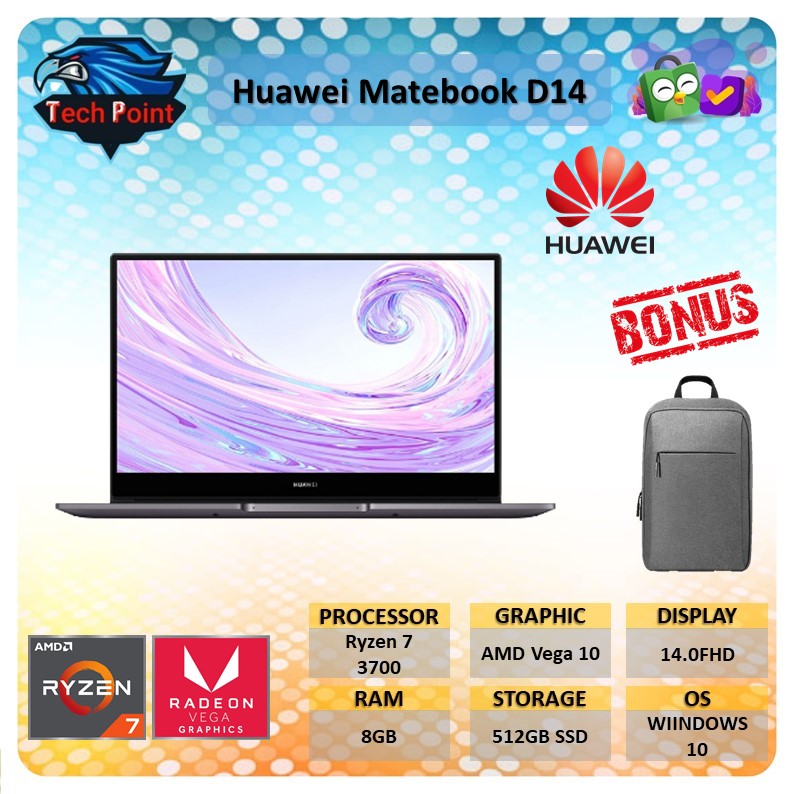 Tech Point
Huawei Matebook D14
HUAWEI
BONUS
HUAWEI
PROCESSOR
Ryzen 7
3700
GRAPHIC
AMD Vega 10
DISPLAY
14.0FHD
AMD
RYZEN
7
RADEON
VEGA
GRAPHICS
RAM
8GB
STORAGE
512GB SSD
OS
WIINDOWS
10